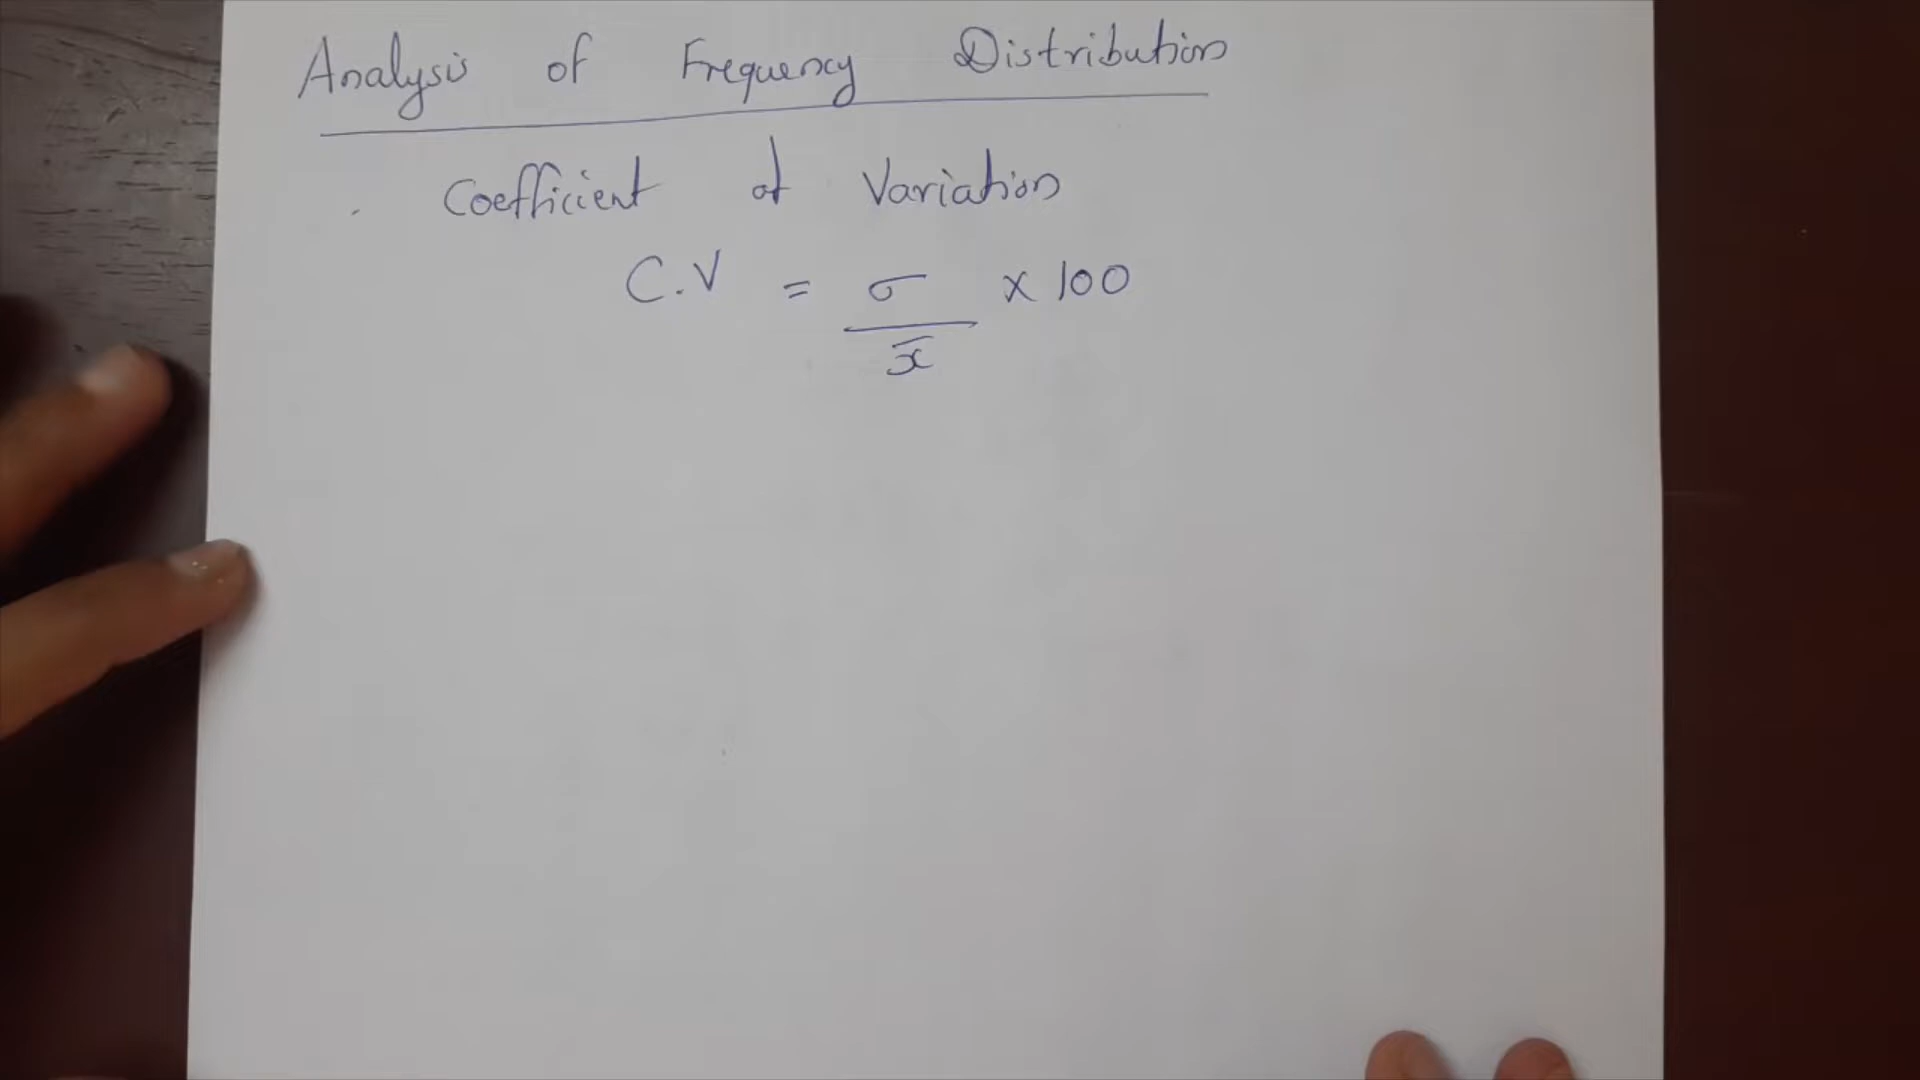 Analysis of Frequency Distribution
Coefficient of Variation
C.V = σ/x̄ × 100